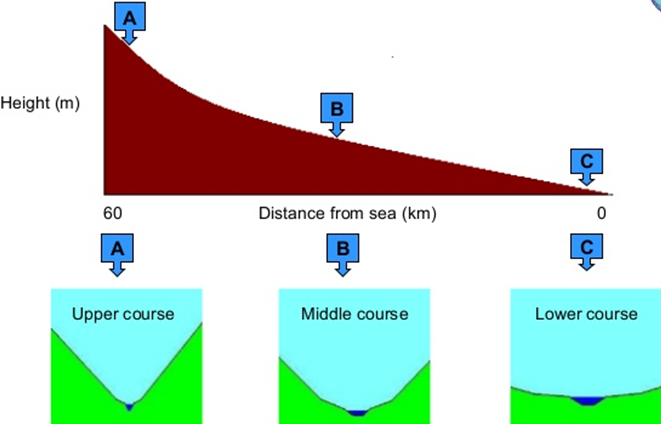 A
Height (m)
B
C
60
Distance from sea (km)
0
A
B
C
Upper course
Middle course
Lower course